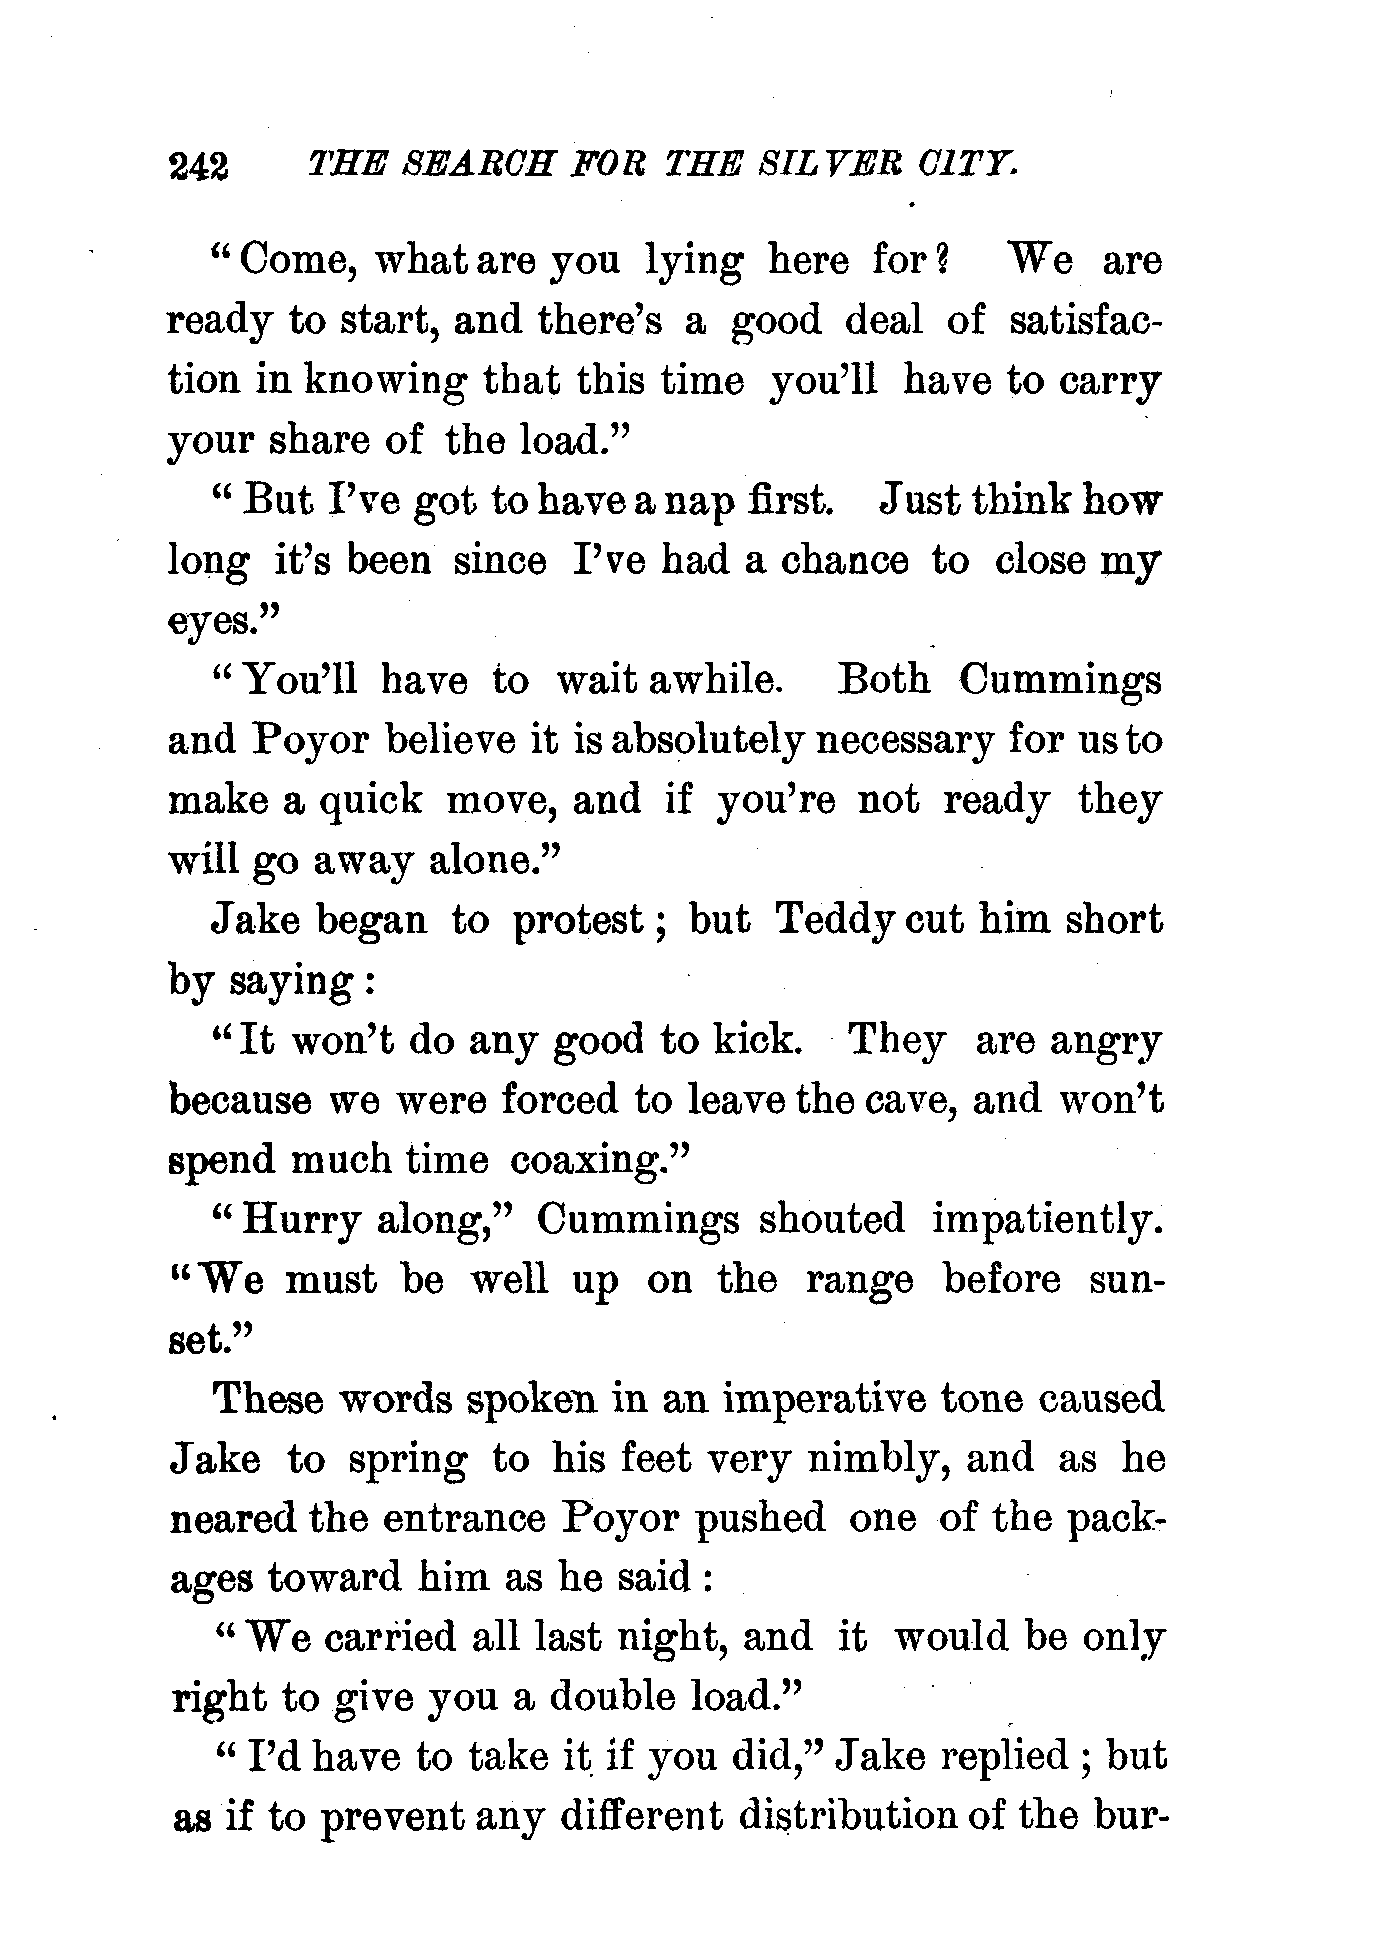 242 THE SEARCH FOR THE SILVER CITY.
“Come, what are you lying here for? We are
ready to start, and there’s a good deal of satisfac-
tion in knowing that this time you’ll have to carry
your share of the load.”
“But I’ve got to have a nap first. Just think how
long it’s been since I’ve had a chance to close my
eyes.”
“You’ll have to wait awhile. Both Cummings
and Poyor believe it is absolutely necessary for us to
make a quick move, and if you’re not ready they
will go away alone.”
Jake began to protest; but Teddy cut him short
by saying:
“It won’t do any good to kick. They are angry
because we were forced to leave the cave, and won’t
spend much time coaxing.”
“Hurry along,” Cummings shouted impatiently.
“We must be well up on the range before sun-
set.”
These words spoken in an imperative tone caused
Jake to spring to his feet very nimbly, and as he
neared the entrance Poyor pushed one of the pack-
ages toward him as he said:
“We carried all last night, and it would be only
right to give you a double load.”
“I’d have to take it if you did,” Jake replied; but
as if to prevent any different distribution of the bur-